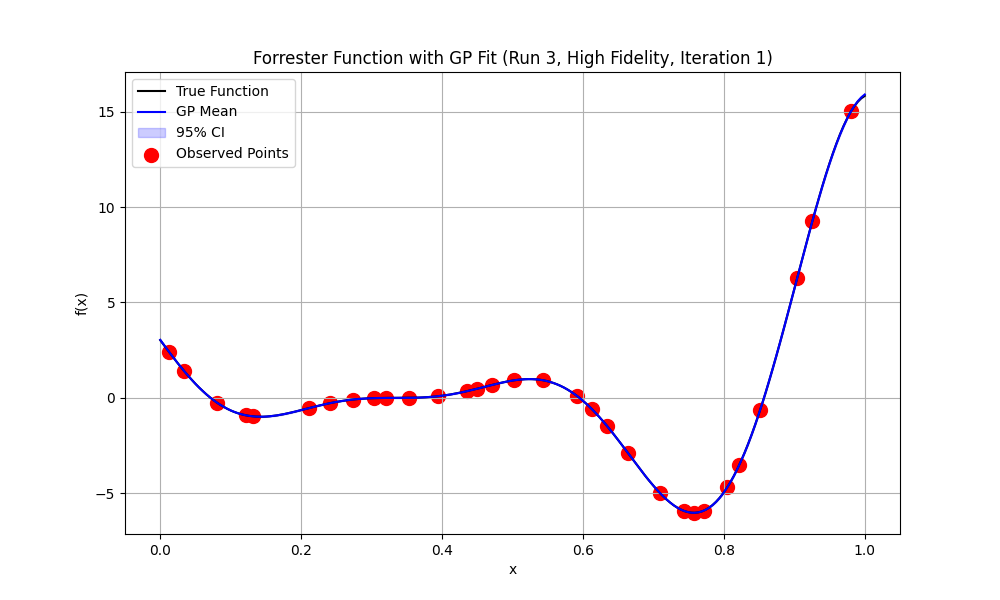 Forrester Function with GP Fit (Run 3, High Fidelity, Iteration 1)
True Function
GP Mean
95% CI
Observed Points
15
10
5
0
−5
f(x)
0.0 0.2 0.4 0.6 0.8 1.0
x